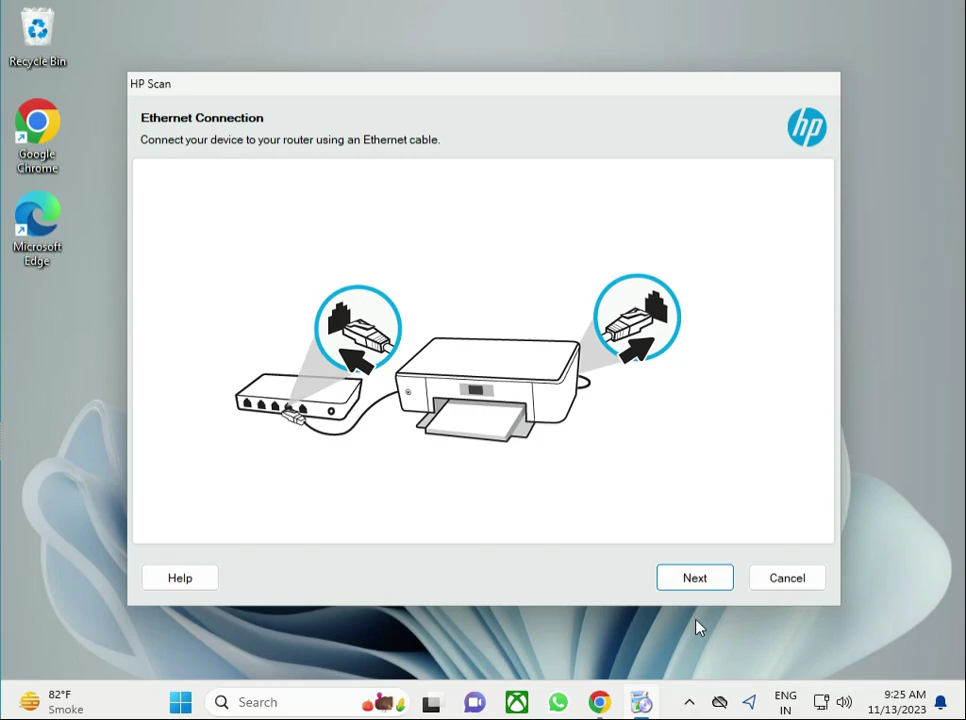 Recycle Bin
Google
Chrome
Microsoft
Edge
HP Scan
Ethernet Connection
Connect your device to your router using an Ethernet cable.
hp
Help
Next
Cancel
82°F
Smoke
Search
ENG
IN
9:25 AM
11/13/2023